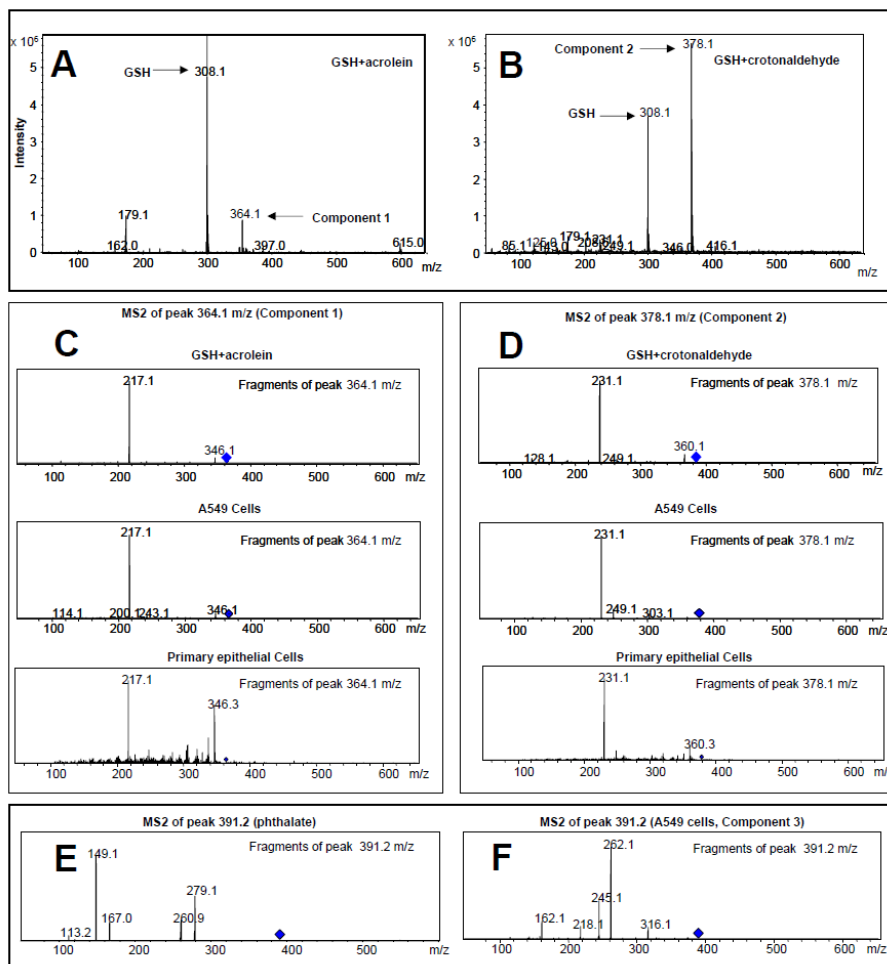 A
x 10⁶
GSH+acrolein
GSH
308.1
Intensity
5
4
3
2
1
0
179.1
162.0
364.1
Component 1
397.0
615.0
100 200 300 400 500 600 m/z
B
x 10⁶
Component 2
378.1
GSH+crotonaldehyde
GSH
308.1
5
4
3
2
1
0
85.1
179.1
249.1
346.0
416.1
100 200 300 400 500 600 m/z
MS2 of peak 364.1 m/z (Component 1)
C
GSH+acrolein
217.1
Fragments of peak 364.1 m/z
346.1
100 200 300 400 500 600 m/z
A549 Cells
217.1
Fragments of peak 364.1 m/z
114.1
243.1
346.1
100 200 300 400 500 600 m/z
Primary epithelial Cells
217.1
Fragments of peak 364.1 m/z
346.3
100 200 300 400 500 600 m/z
MS2 of peak 378.1 m/z (Component 2)
D
GSH+crotonaldehyde
231.1
Fragments of peak 378.1 m/z
128.1
249.1
360.1
100 200 300 400 500 600 m/z
A549 Cells
231.1
Fragments of peak 378.1 m/z
249.1
303.1
100 200 300 400 500 600 m/z
Primary epithelial Cells
231.1
Fragments of peak 378.1 m/z
360.3
100 200 300 400 500 600 m/z
MS2 of peak 391.2 (phthalate)
E
Fragments of peak 391.2 m/z
149.1
279.1
167.0
260.9
113.2
100 200 300 400 500 600 m/z
MS2 of peak 391.2 (A549 cells, Component 3)
F
Fragments of peak 391.2 m/z
262.1
245.1
162.1
218.1
316.1
100 200 300 400 500 600 m/z